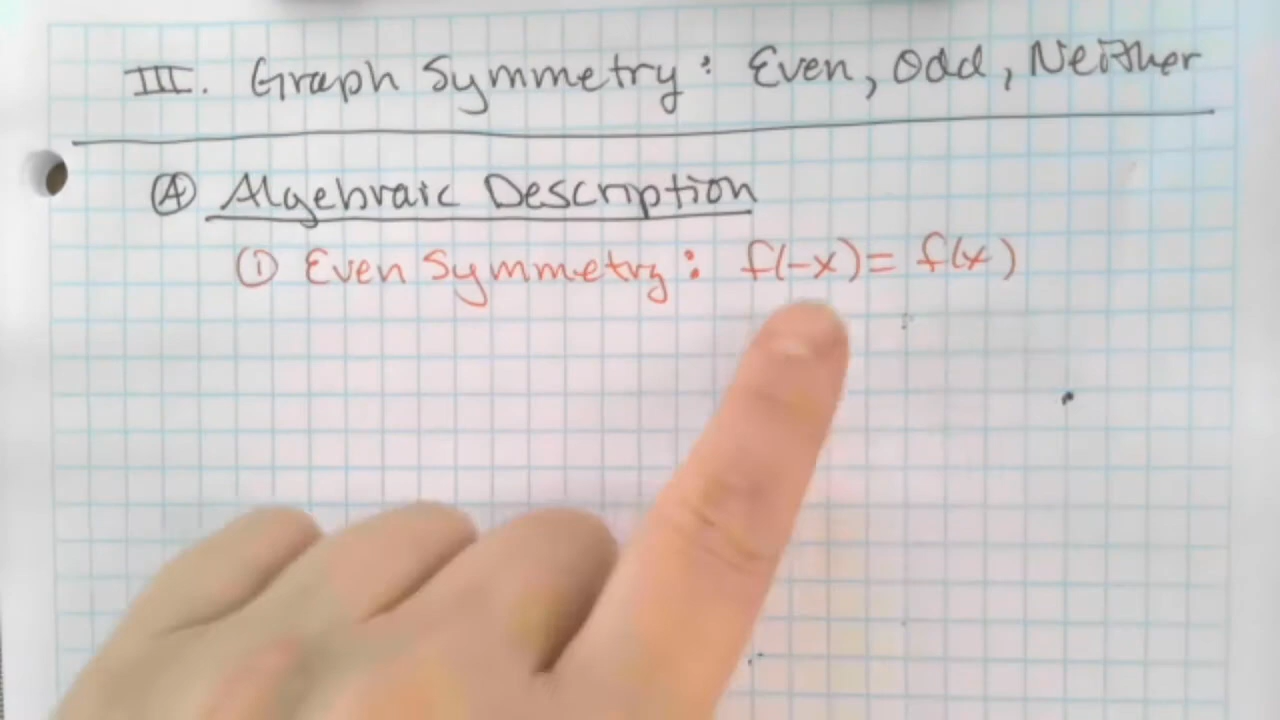 III. Graph Symmetry: Even, Odd, Neither
Ⓐ Algebraic Description
① Even Symmetry: f(-x)= f(x)